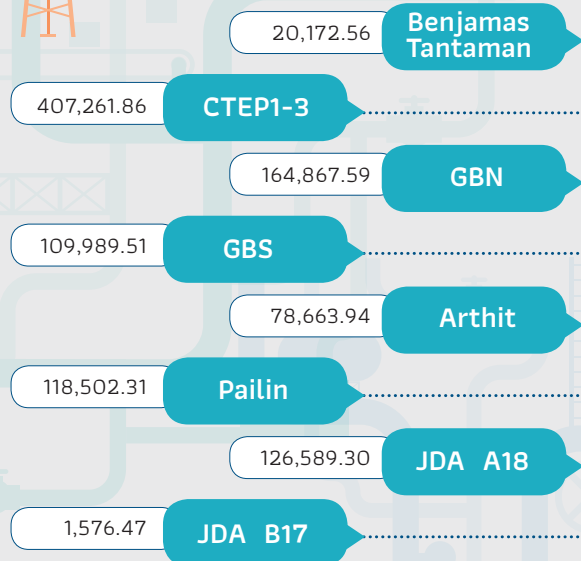 20,172.56
Benjamas
Tantaman
407,261.86
CTEP1-3
164,867.59
GBN
109,989.51
GBS
78,663.94
Arthit
118,502.31
Pailin
126,589.30
JDA A18
1,576.47
JDA B17